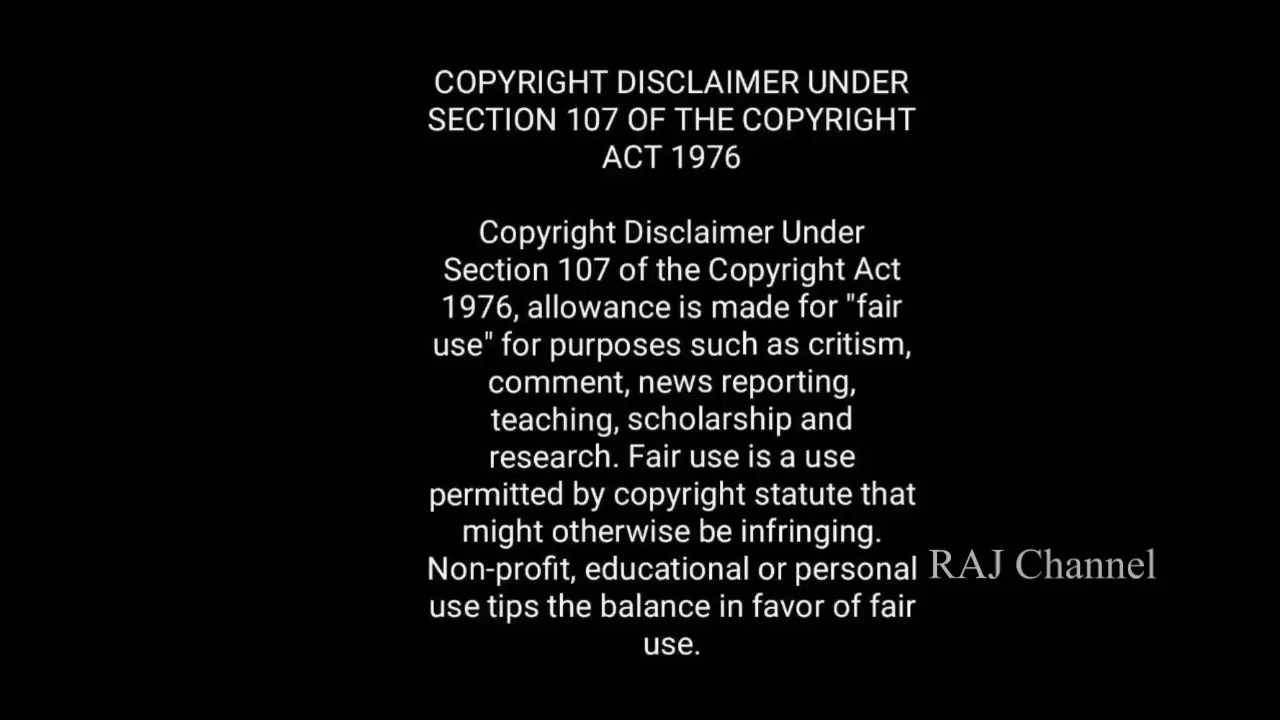 COPYRIGHT DISCLAIMER UNDER
SECTION 107 OF THE COPYRIGHT
ACT 1976
Copyright Disclaimer Under
Section 107 of the Copyright Act
1976, allowance is made for "fair
use" for purposes such as critism,
comment, news reporting,
teaching, scholarship and
research. Fair use is a use
permitted by copyright statute that
might otherwise be infringing.
Non-profit, educational or personal
use tips the balance in favor of fair
use.
RAJ Channel